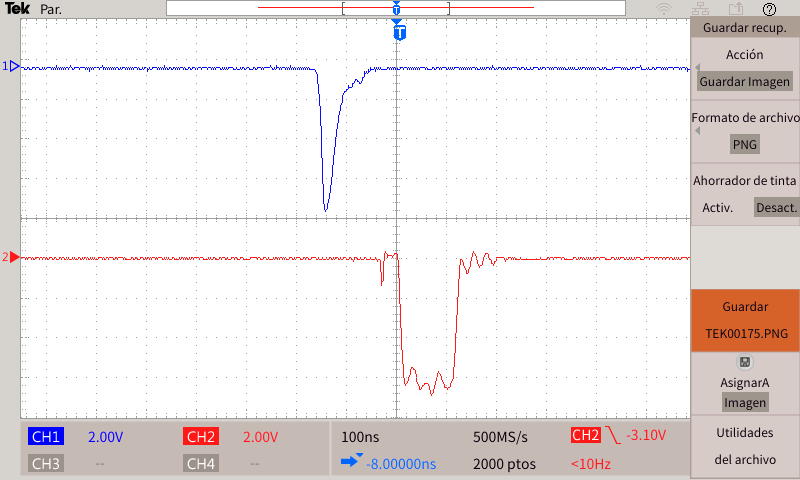 Tek Par.
T
?
Guardar recup.
T
Acción
Guardar Imagen
1
Formato de archivo
PNG
Ahorrador de tinta
Activ. Desact.
2
Guardar
TEK00175.PNG
AsignarA
Imagen
CH1 2.00V CH2 2.00V 100ns 500MS/s CH2 -3.10V
CH3 -- CH4 -- -8.00000ns 2000 ptos <10Hz
Utilidades
del archivo